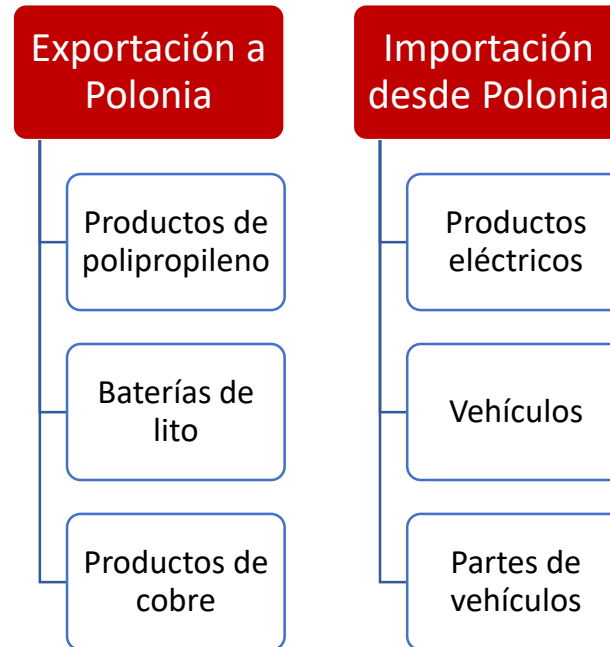 Exportación a
Polonia
Productos de
polipropileno
Baterías de
lito
Productos de
cobre
Importación
desde Polonia
Productos
eléctricos
Vehículos
Partes de
vehículos